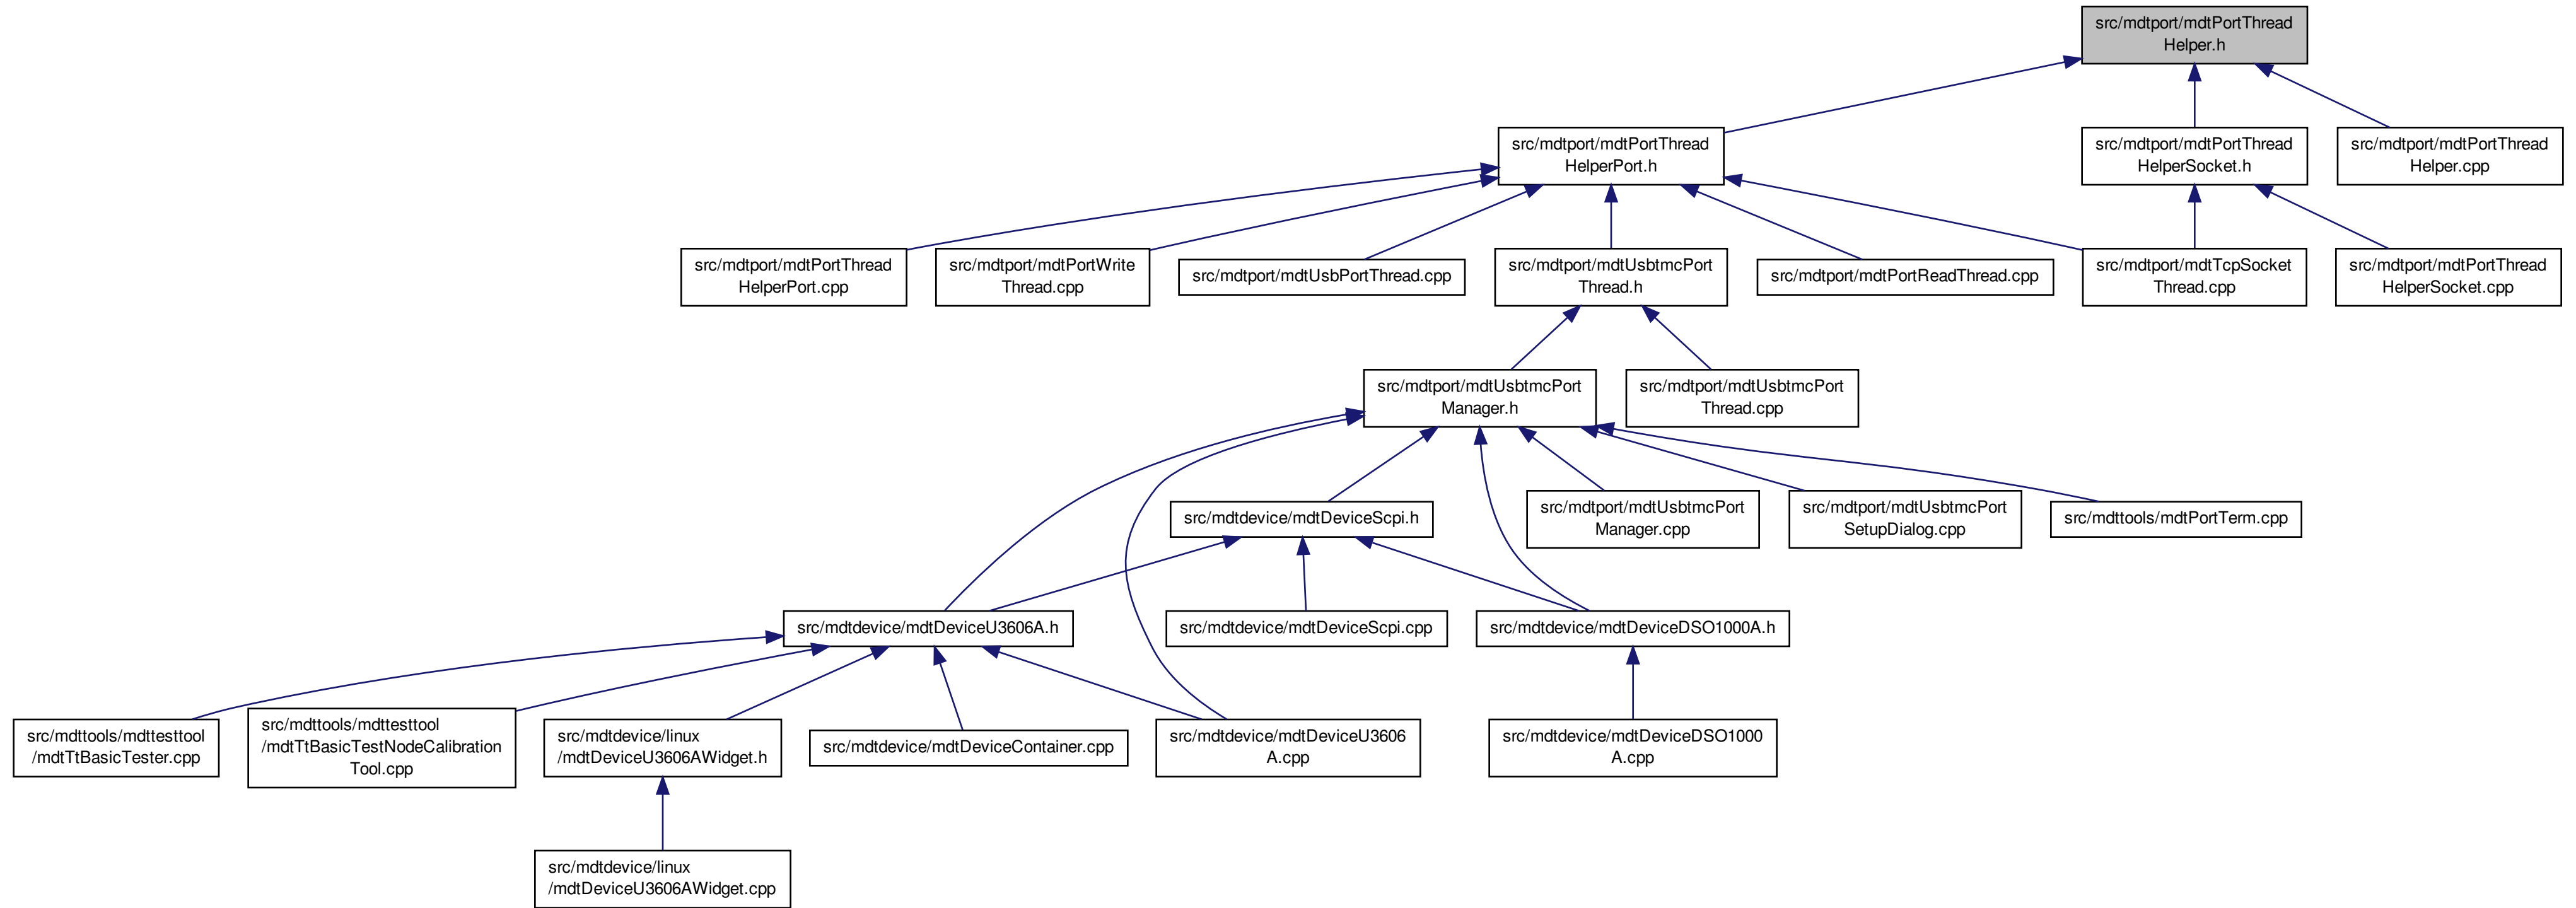 src/mdtport/mdtPortThread
Helper.h
src/mdtport/mdtPortThread
HelperPort.h
src/mdtport/mdtPortThread
HelperSocket.h
src/mdtport/mdtPortThread
Helper.cpp
src/mdtport/mdtPortThread
HelperPort.cpp
src/mdtport/mdtPortWrite
Thread.cpp
src/mdtport/mdtUsbPortThread.cpp
src/mdtport/mdtUsbtmcPort
Thread.h
src/mdtport/mdtPortReadThread.cpp
src/mdtport/mdtTcpSocket
Thread.cpp
src/mdtport/mdtPortThread
HelperSocket.cpp
src/mdtport/mdtUsbtmcPort
Manager.h
src/mdtport/mdtUsbtmcPort
Thread.cpp
src/mdtdevice/mdtDeviceScpi.h
src/mdtport/mdtUsbtmcPort
Manager.cpp
src/mdtport/mdtUsbtmcPort
SetupDialog.cpp
src/mdttools/mdtPortTerm.cpp
src/mdtdevice/mdtDeviceU3606A.h
src/mdtdevice/mdtDeviceScpi.cpp
src/mdtdevice/mdtDeviceDSO1000A.h
src/mdttools/mdttesttool
/mdtTtBasicTester.cpp
src/mdttools/mdttesttool
/mdtTtBasicTestNodeCalibration
Tool.cpp
src/mdtdevice/linux
/mdtDeviceU3606AWidget.h
src/mdtdevice/mdtDeviceContainer.cpp
src/mdtdevice/mdtDeviceU3606
A.cpp
src/mdtdevice/mdtDeviceDSO1000
A.cpp
src/mdtdevice/linux
/mdtDeviceU3606AWidget.cpp